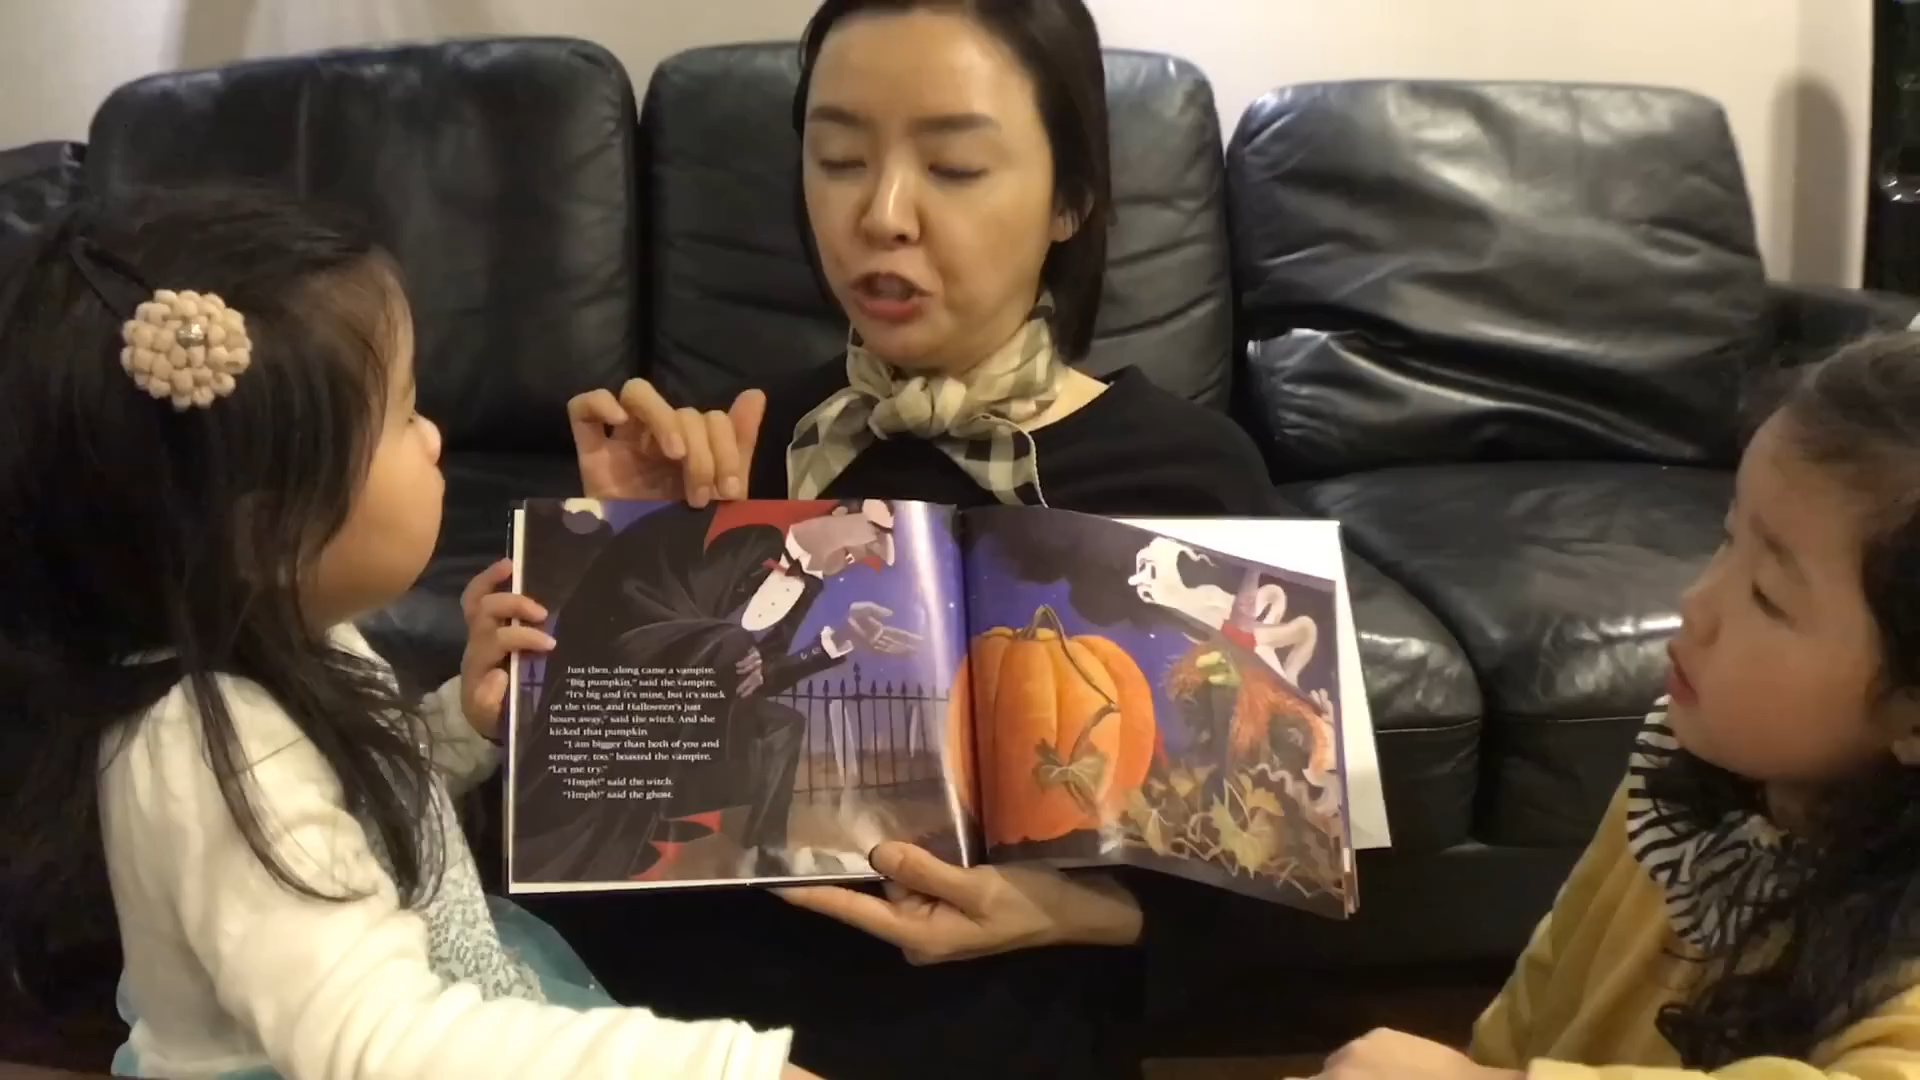 Just then, along came a vampire.
"Big pumpkin," said the vampire.
"It's big and it's mine, but it's stuck
on the vine, and Halloween's just
hours away," said the witch. And she
kicked that pumpkin.
"I am bigger than both of you and
stronger, too," boasted the vampire.
"Let me try."
"Hmph!" said the witch.
"Hmph!" said the ghost.